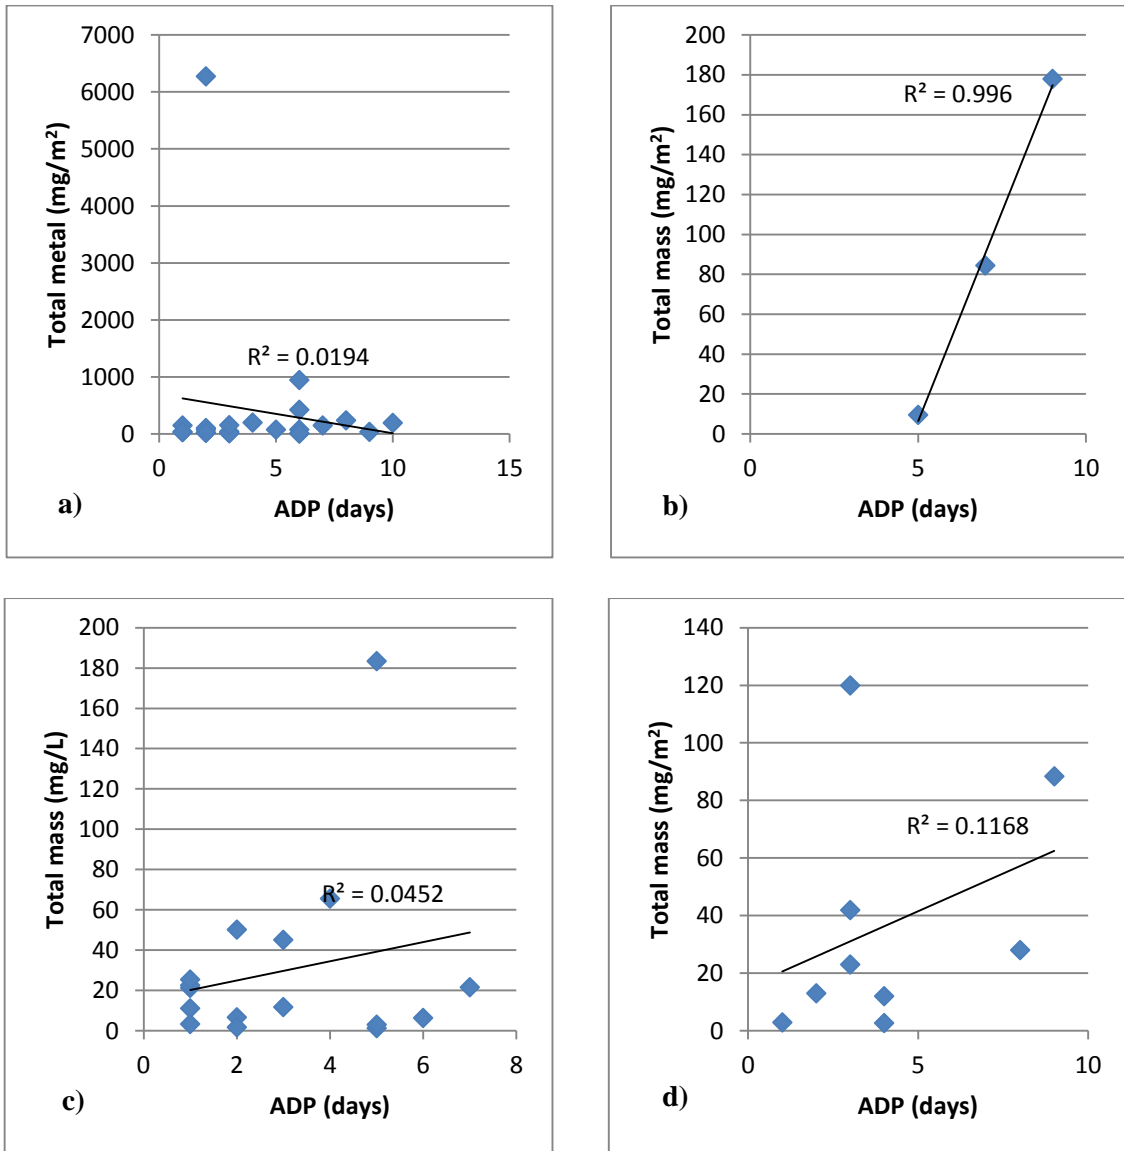 7000
6000
5000
4000
3000
2000
1000
0
Total metal (mg/m²)
R² = 0.0194
0 5 10 15
ADP (days)
a)
200
180
160
140
120
100
80
60
40
20
0
Total mass (mg/m²)
R² = 0.996
0 5 10
ADP (days)
b)
200
180
160
140
120
100
80
60
40
20
0
Total mass (mg/L)
R² = 0.0452
0 2 4 6 8
ADP (days)
c)
140
120
100
80
60
40
20
0
Total mass (mg/m²)
R² = 0.1168
0 5 10
ADP (days)
d)